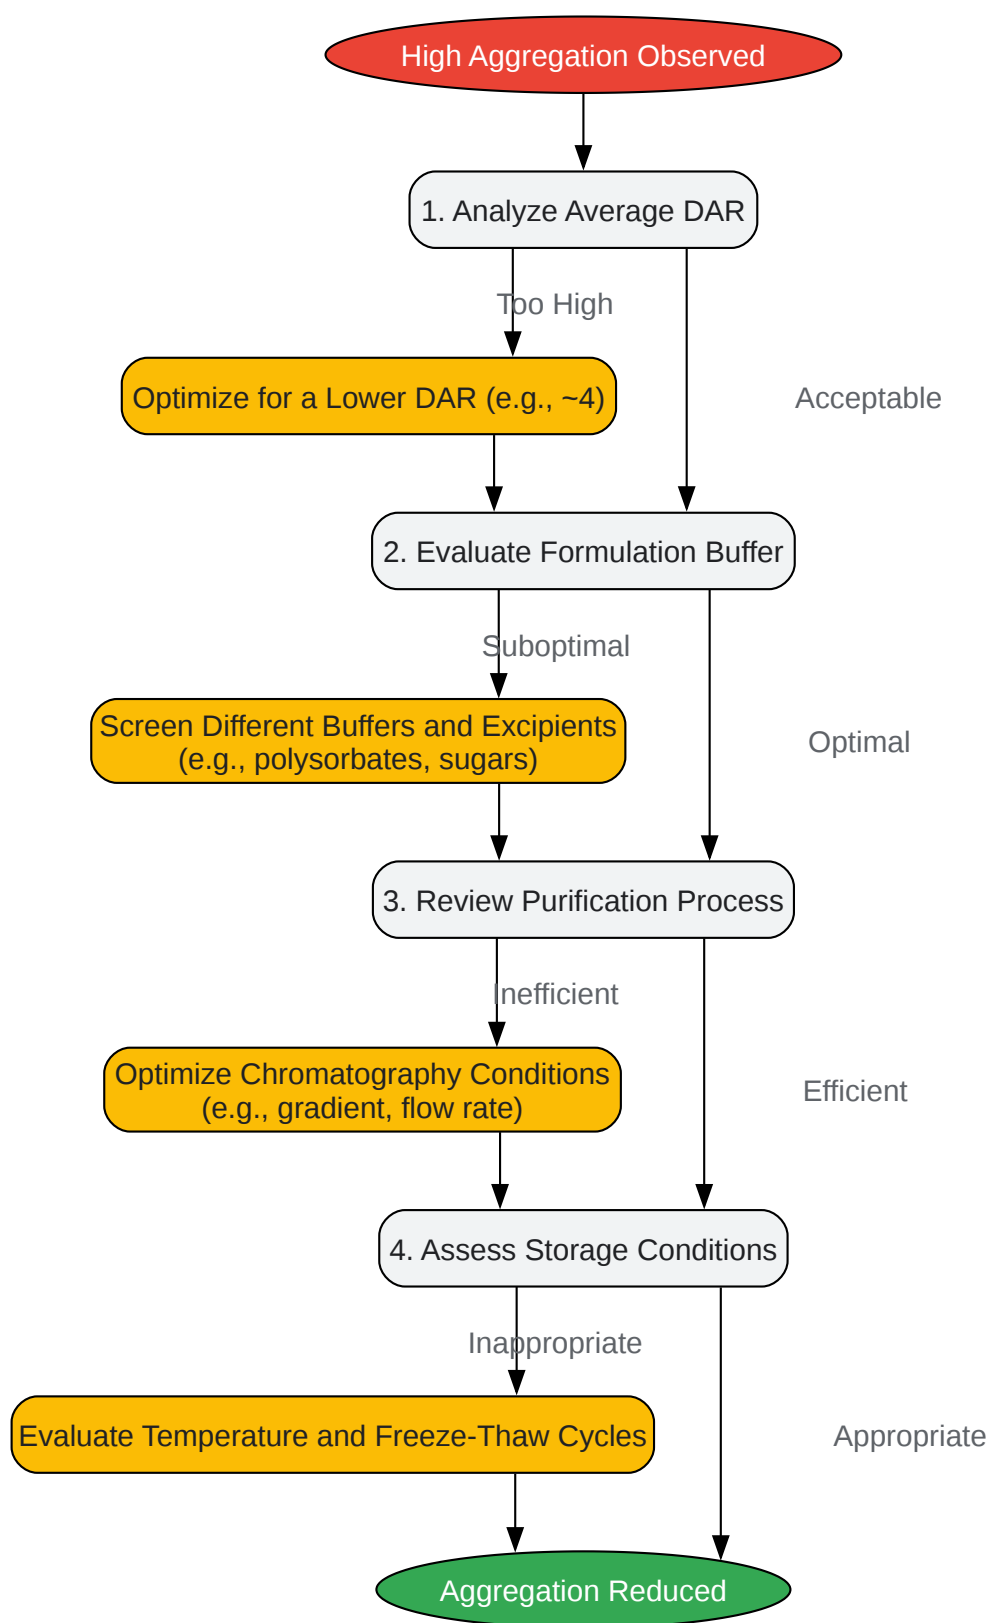 High Aggregation Observed
1. Analyze Average DAR
Too High
Optimize for a Lower DAR (e.g., ~4)
Acceptable
2. Evaluate Formulation Buffer
Suboptimal
Screen Different Buffers and Excipients
(e.g., polysorbates, sugars)
Optimal
3. Review Purification Process
Inefficient
Optimize Chromatography Conditions
(e.g., gradient, flow rate)
Efficient
4. Assess Storage Conditions
Inappropriate
Evaluate Temperature and Freeze-Thaw Cycles
Appropriate
Aggregation Reduced